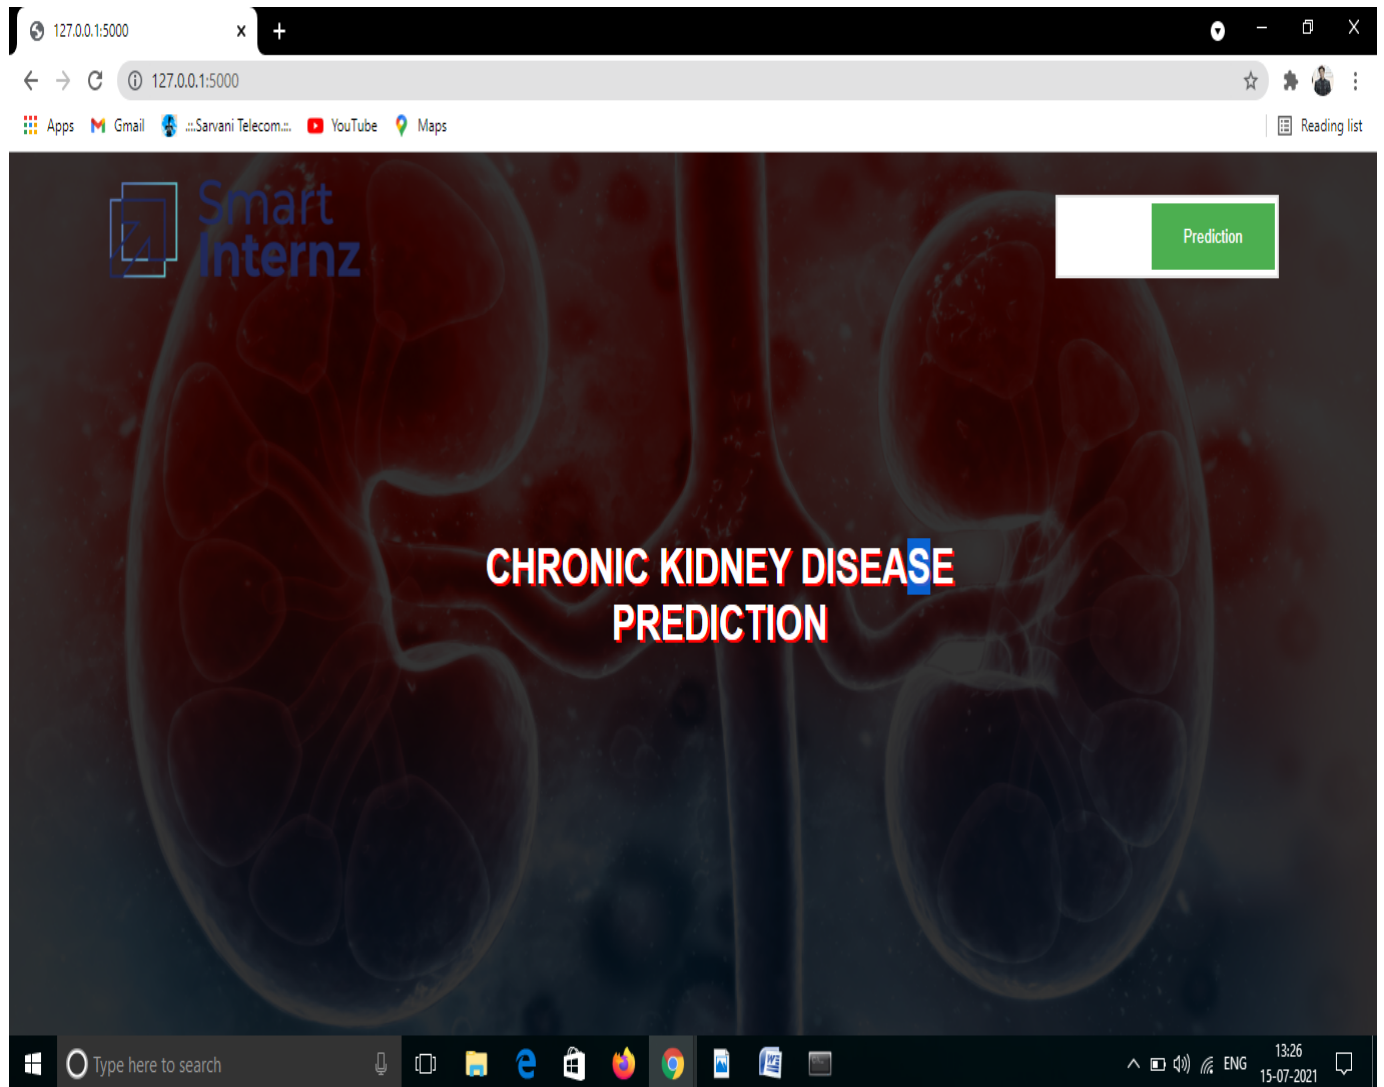 127.0.0.1:5000
127.0.0.1:5000
Apps Gmail .:::Sarvani Telecom:::. YouTube Maps Reading list
Smart
Internz
Prediction
CHRONIC KIDNEY DISEASE
PREDICTION
Type here to search
ENG
13:26
15-07-2021